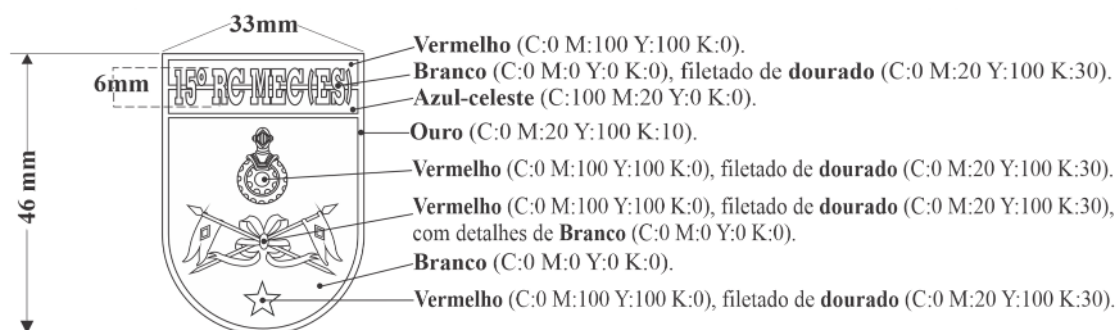 33mm
Vermelho (C:0 M:100 Y:100 K:0).
15º RC MEC (ES)
6mm
Branco (C:0 M:0 Y:0 K:0), filetado de dourado (C:0 M:20 Y:100 K:30).
Azul-celeste (C:100 M:20 Y:0 K:0).
Ouro (C:0 M:20 Y:100 K:10).
46 mm
Vermelho (C:0 M:100 Y:100 K:0), filetado de dourado (C:0 M:20 Y:100 K:30).
Vermelho (C:0 M:100 Y:100 K:0), filetado de dourado (C:0 M:20 Y:100 K:30),
com detalhes de Branco (C:0 M:0 Y:0 K:0).
Branco (C:0 M:0 Y:0 K:0).
Vermelho (C:0 M:100 Y:100 K:0), filetado de dourado (C:0 M:20 Y:100 K:30).